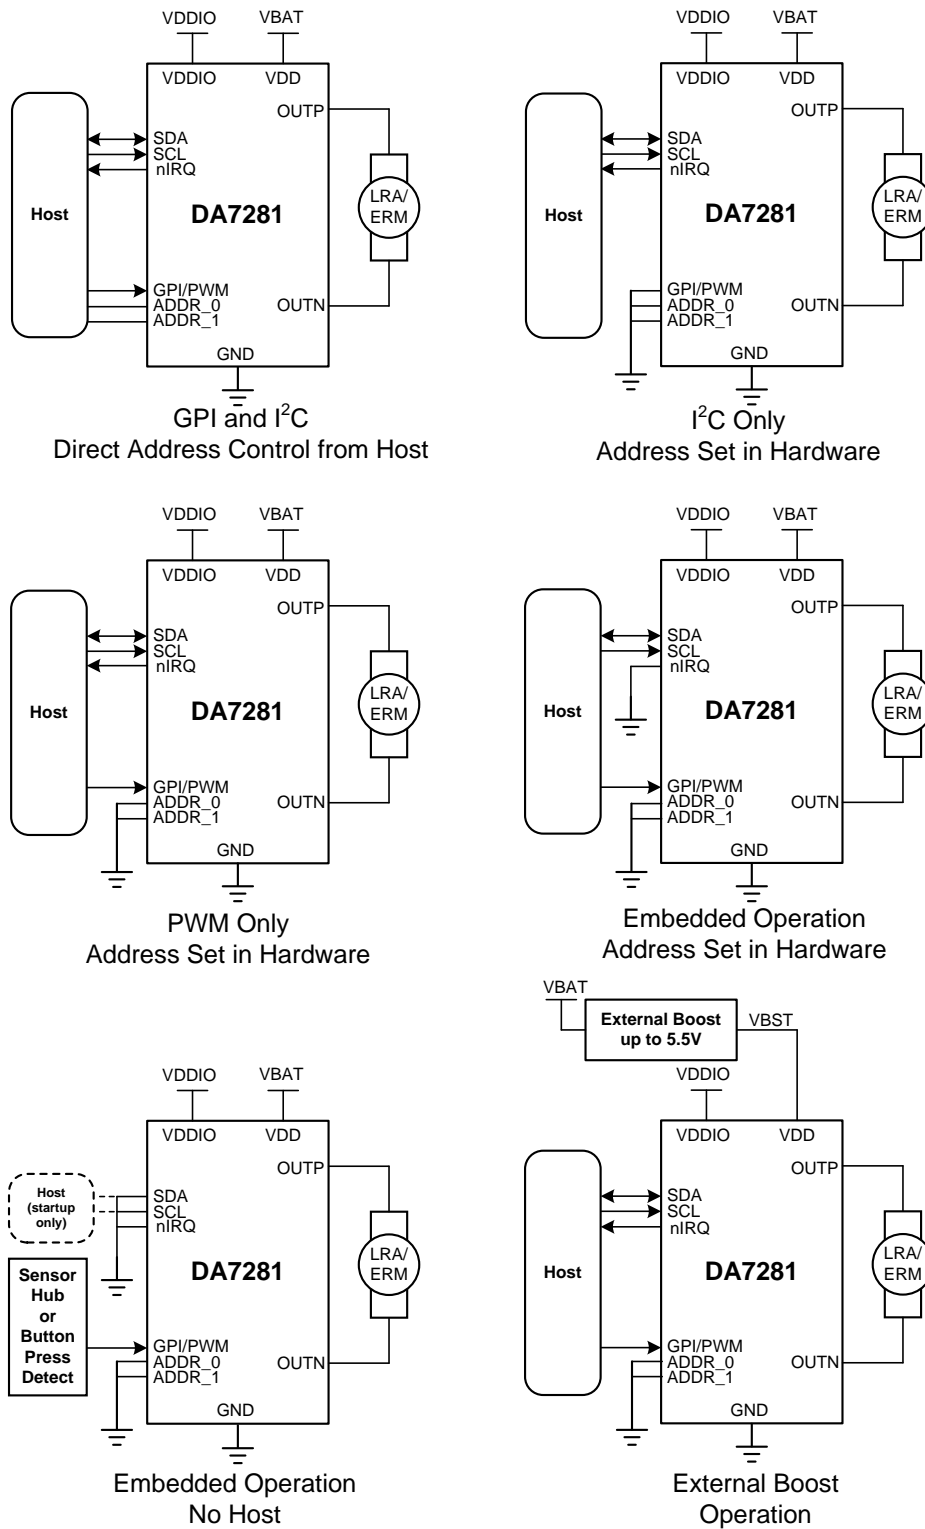 VDDIO VBAT
VDDIO VDD
OUTP
SDA
SCL
nIRQ
Host
DA7281
LRA/
ERM
GPI/PWM
ADDR_0
ADDR_1
OUTN
GND
GPI and I²C
Direct Address Control from Host
VDDIO VBAT
VDDIO VDD
OUTP
SDA
SCL
nIRQ
Host
DA7281
LRA/
ERM
GPI/PWM
ADDR_0
ADDR_1
OUTN
GND
I²C Only
Address Set in Hardware
VDDIO VBAT
VDDIO VDD
OUTP
SDA
SCL
nIRQ
Host
DA7281
LRA/
ERM
GPI/PWM
ADDR_0
ADDR_1
OUTN
GND
PWM Only
Address Set in Hardware
VDDIO VBAT
VDDIO VDD
OUTP
SDA
SCL
nIRQ
Host
DA7281
LRA/
ERM
GPI/PWM
ADDR_0
ADDR_1
OUTN
GND
Embedded Operation
Address Set in Hardware
VDDIO VBAT
VDDIO VDD
OUTP
Host
(startup
only)
SDA
SCL
nIRQ
DA7281
LRA/
ERM
Sensor
Hub
or
Button
Press
Detect
GPI/PWM
ADDR_0
ADDR_1
OUTN
GND
Embedded Operation
No Host
VBAT
External Boost
up to 5.5V
VBST
VDDIO
VDDIO VDD
OUTP
SDA
SCL
nIRQ
Host
DA7281
LRA/
ERM
GPI/PWM
ADDR_0
ADDR_1
OUTN
GND
External Boost
Operation